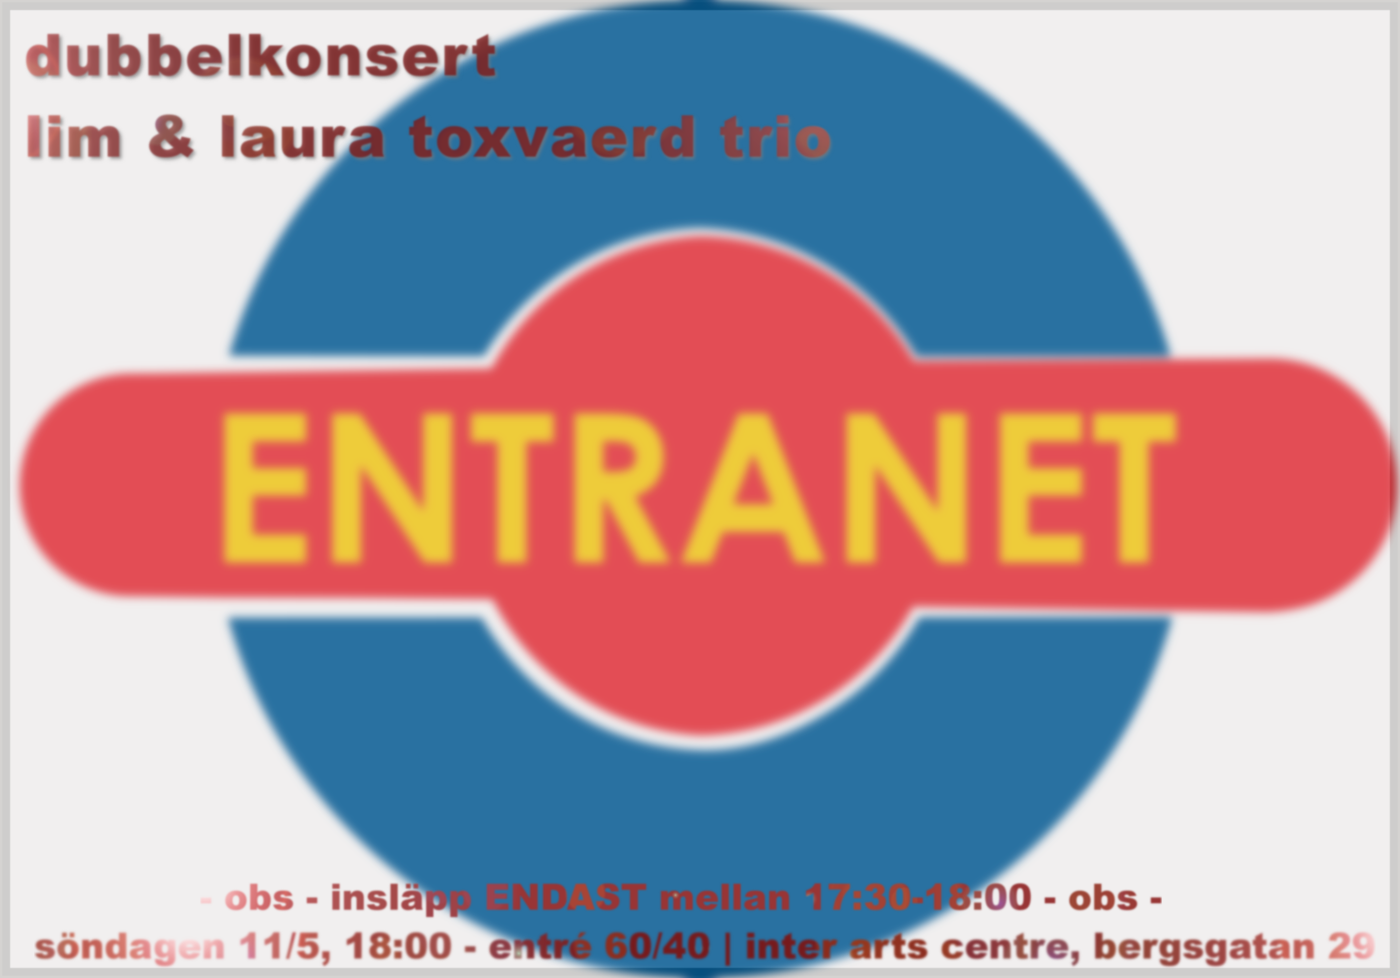 dubbelkonsert
lim & laura toxvaerd trio
ENTRANET
- obs - insläpp ENDAST mellan 17:30-18:00 - obs -
söndagen 11/5, 18:00 - entré 60/40 | inter arts centre, bergsgatan 29